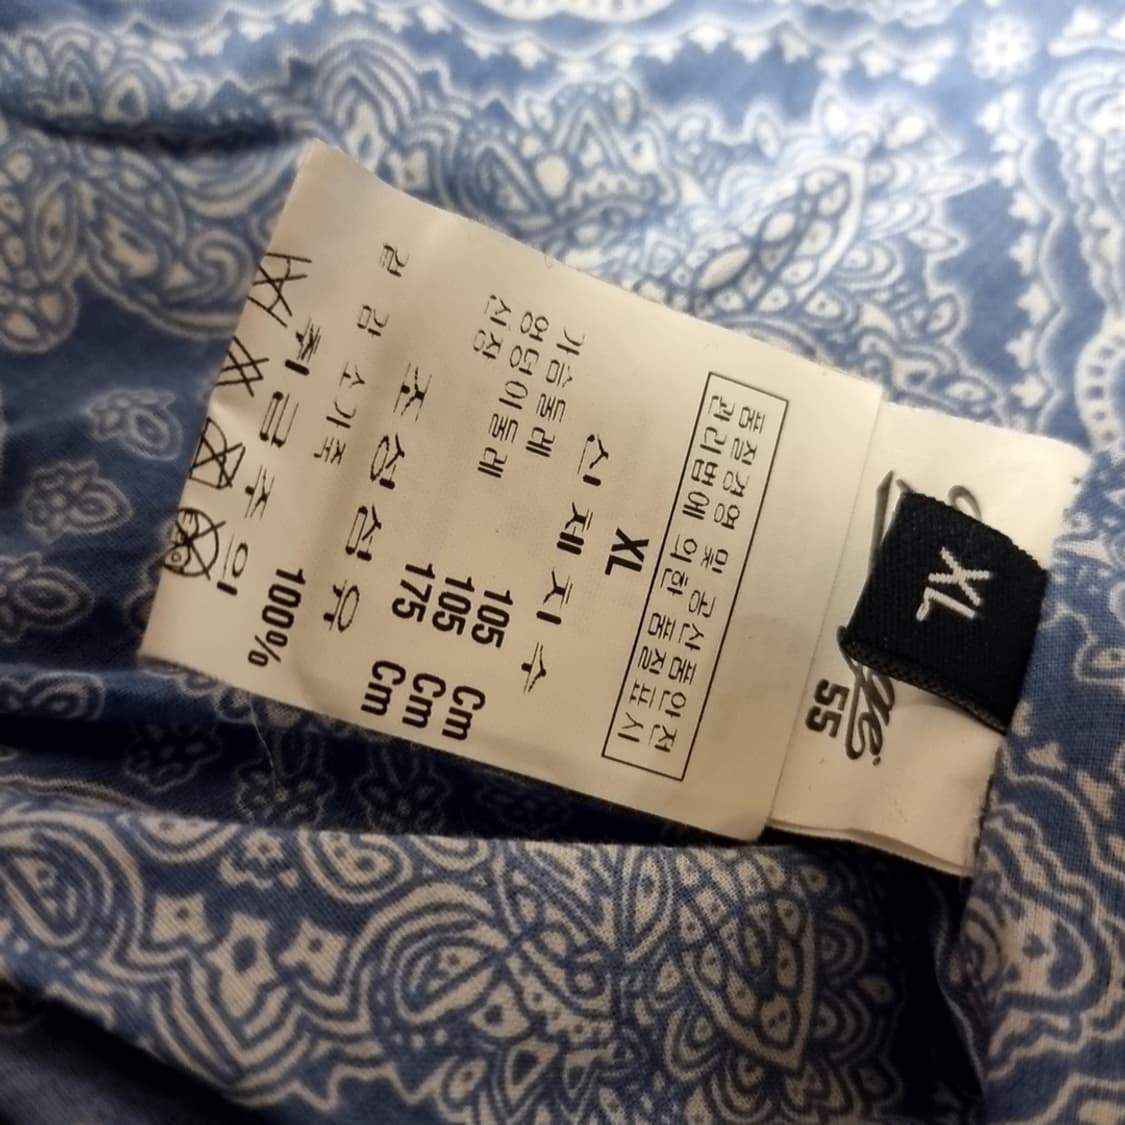 XL
55
품질경영 및 공산품안전
관리법에 의한 품질표시
XL
신체치수
가슴둘레 105 Cm
엉덩이둘레 105 Cm
신장 175 Cm
조성섬유
겉감 소가죽 100%
취급주의